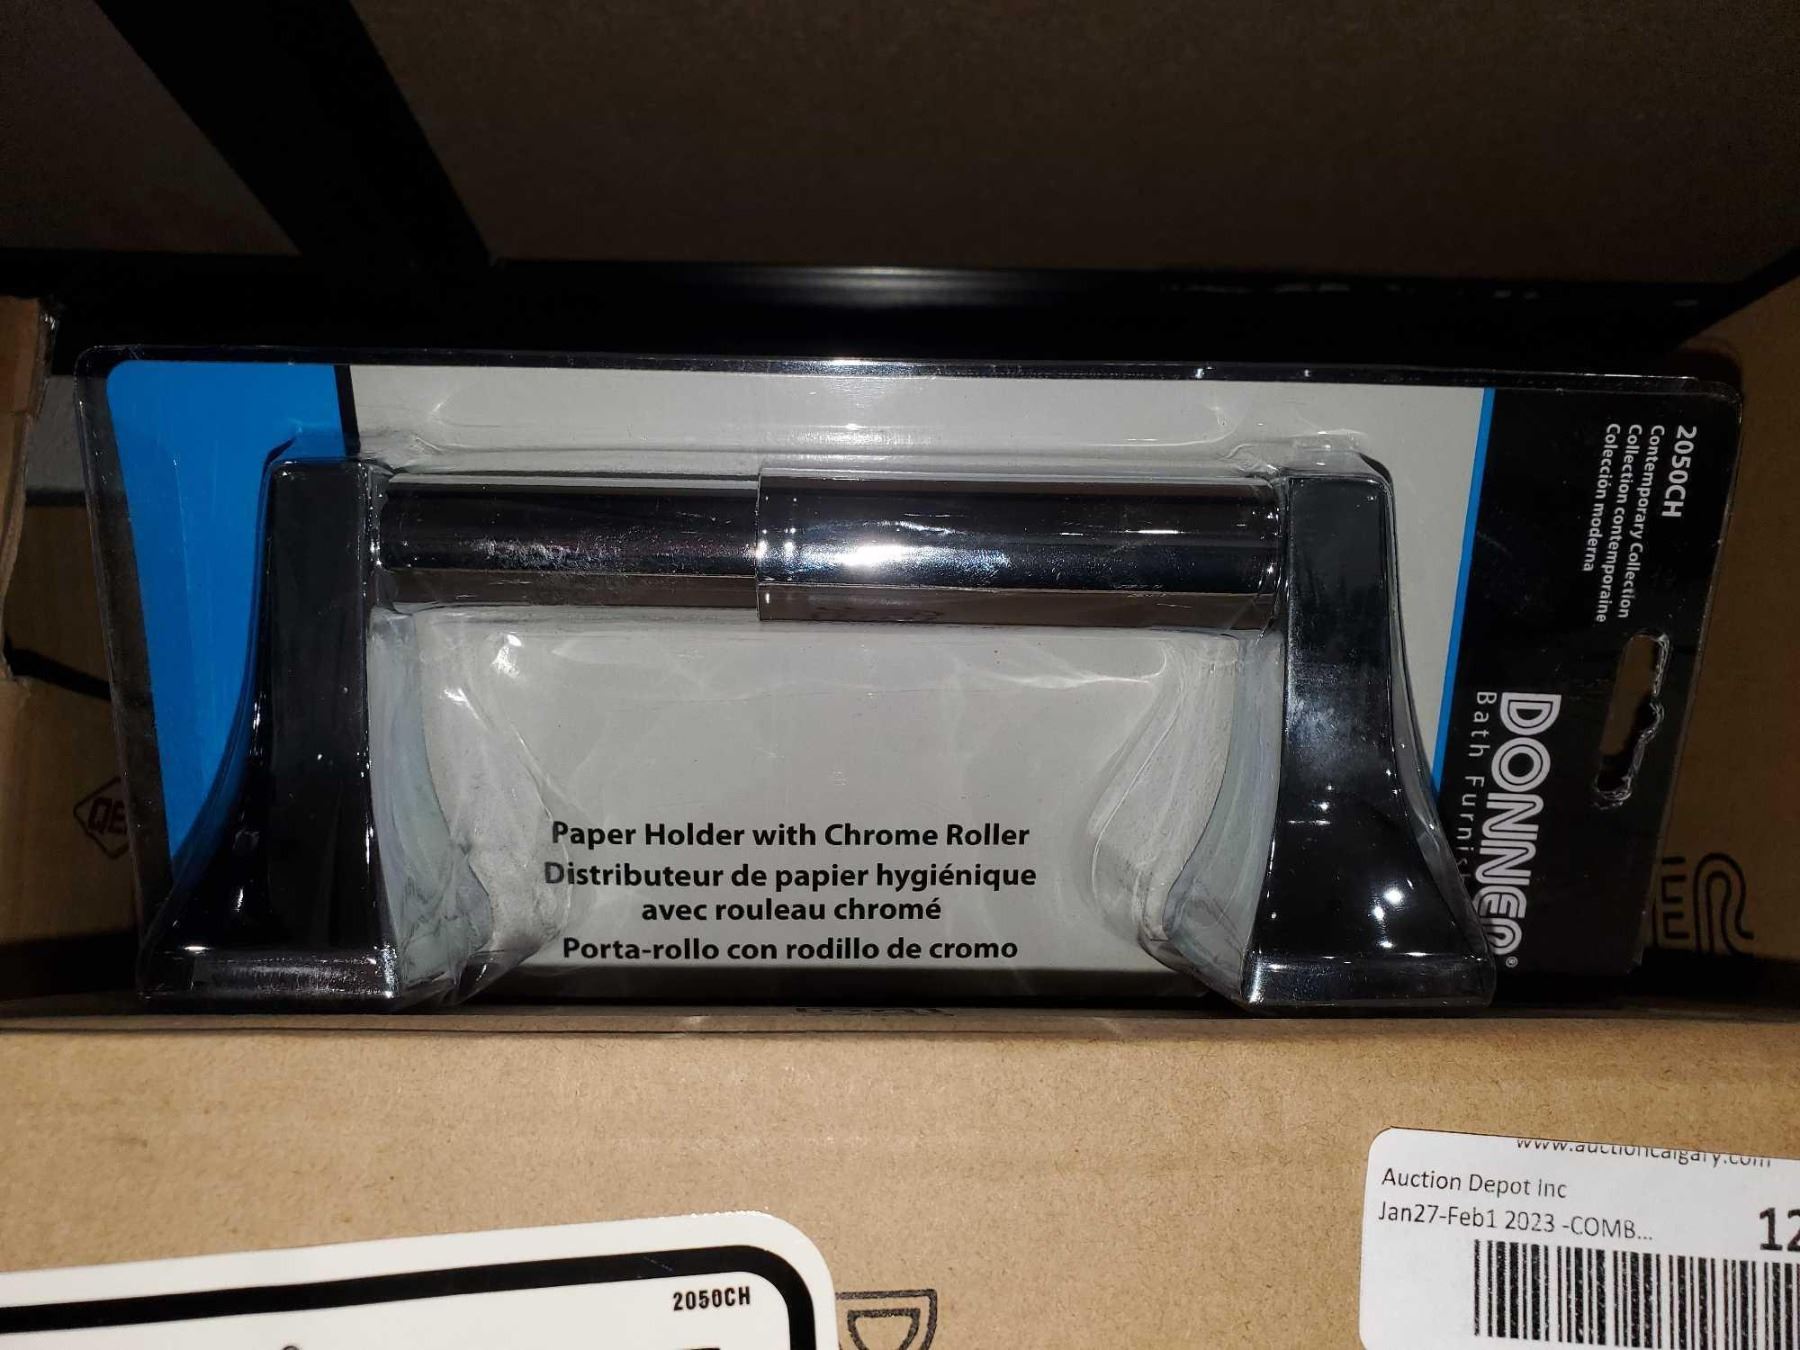 2050CH
Contemporary Collection
Collection contemporaine
Colección moderna
DONNER®
Bath
Paper Holder with Chrome Roller
Distributeur de papier hygiénique
avec rouleau chromé
Porta-rollo con rodillo de cromo
www.auctioncalgary.com
Auction Depot Inc
Jan27-Feb1 2023 -COMB...
2050CH